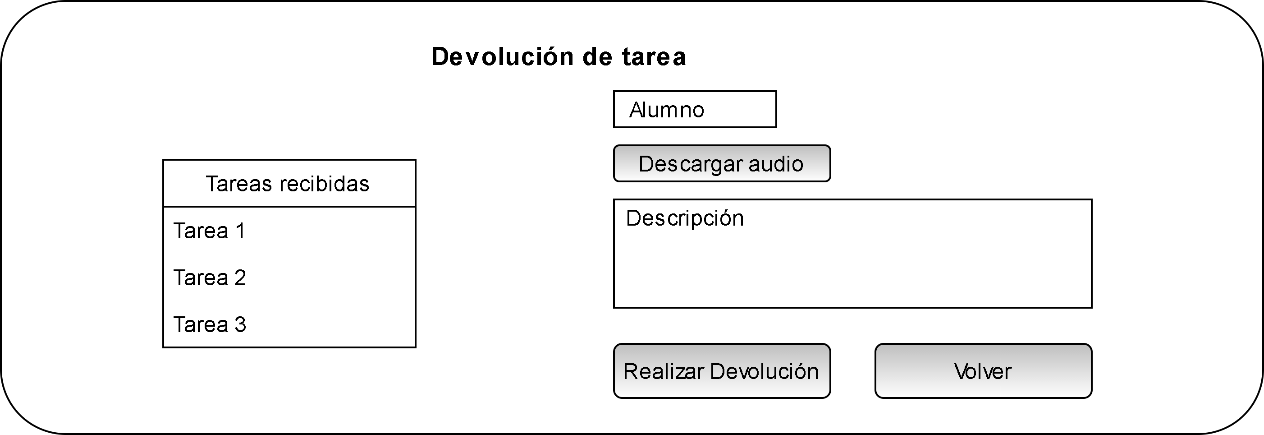 Devolución de tarea
Tareas recibidas
Tarea 1
Tarea 2
Tarea 3
Alumno
Descargar audio
Descripción
Realizar Devolución
Volver